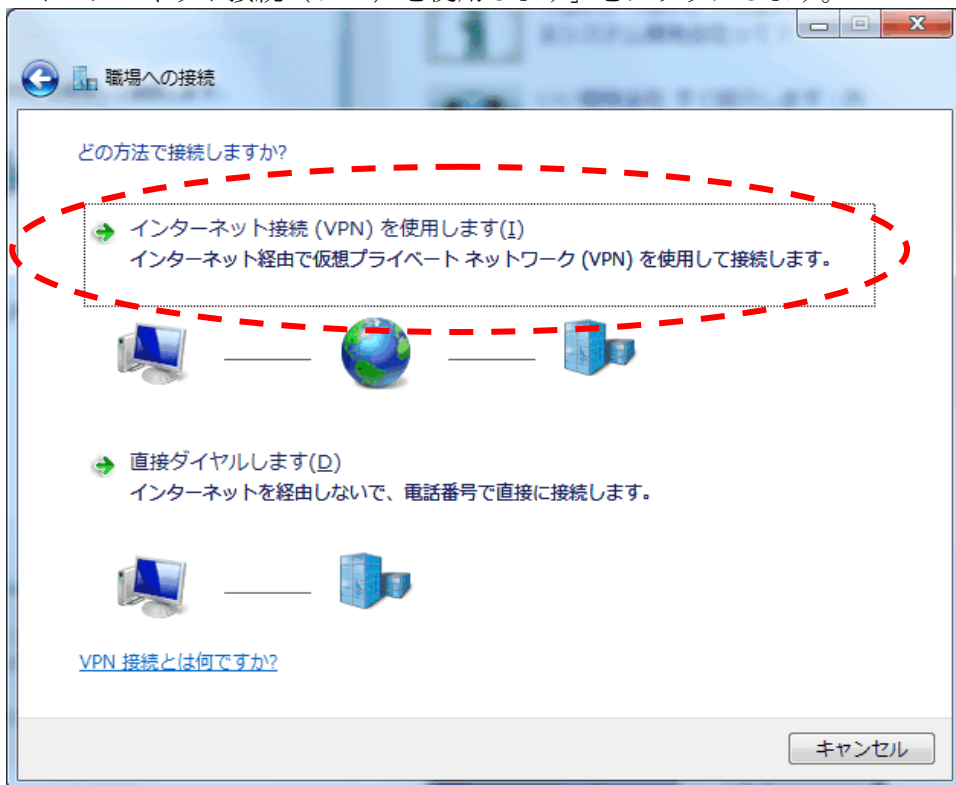 職場への接続
どの方法で接続しますか?
インターネット接続 (VPN) を使用します(I)
インターネット経由で仮想プライベート ネットワーク (VPN) を使用して接続します。
直接ダイヤルします(D)
インターネットを経由しないで、電話番号で直接に接続します。
VPN 接続とは何ですか?
キャンセル